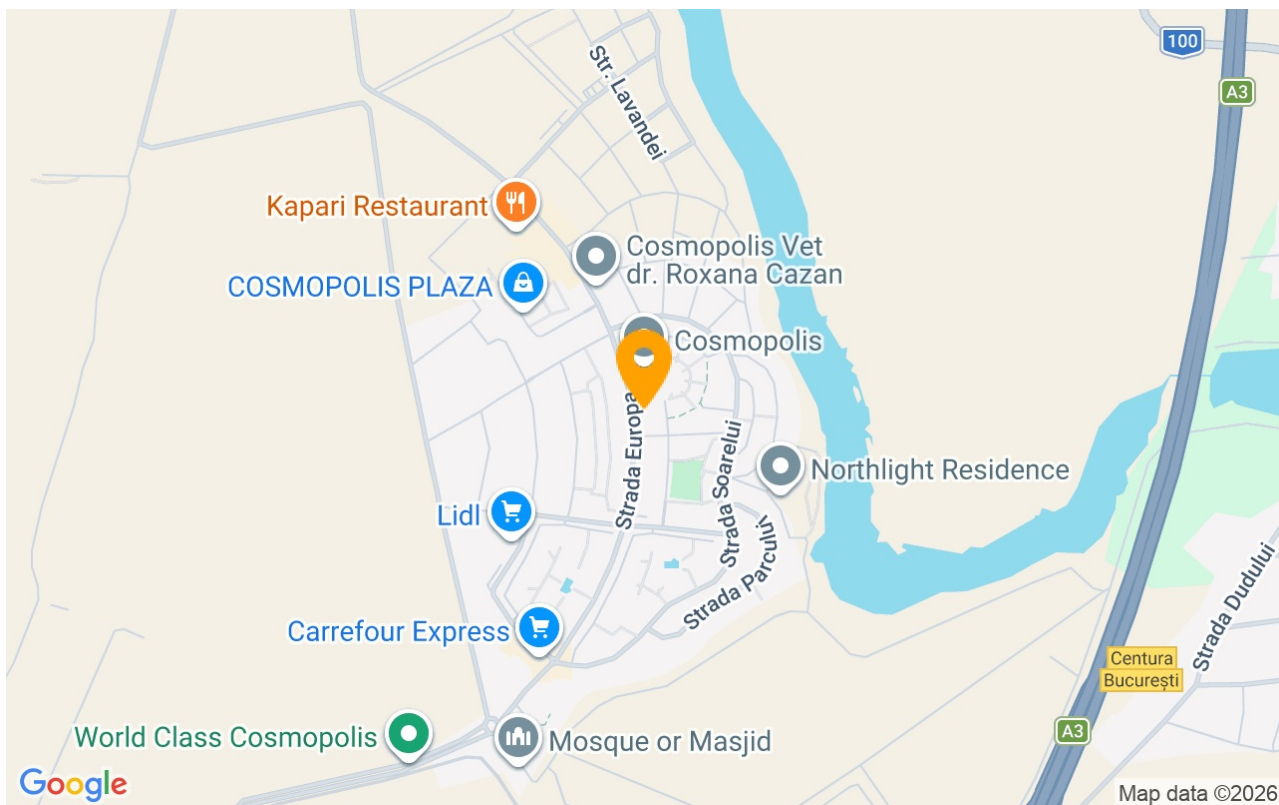 100
A3
Str. Lavandei
Kapari Restaurant
Cosmopolis Vet
dr. Roxana Cazan
COSMOPOLIS PLAZA
Cosmopolis
Strada Europa
Strada Soarelui
Northlight Residence
Lidl
Strada Parcului
Strada Dudului
Carrefour Express
Centura
București
A3
World Class Cosmopolis
Mosque or Masjid
Google
Map data ©2026